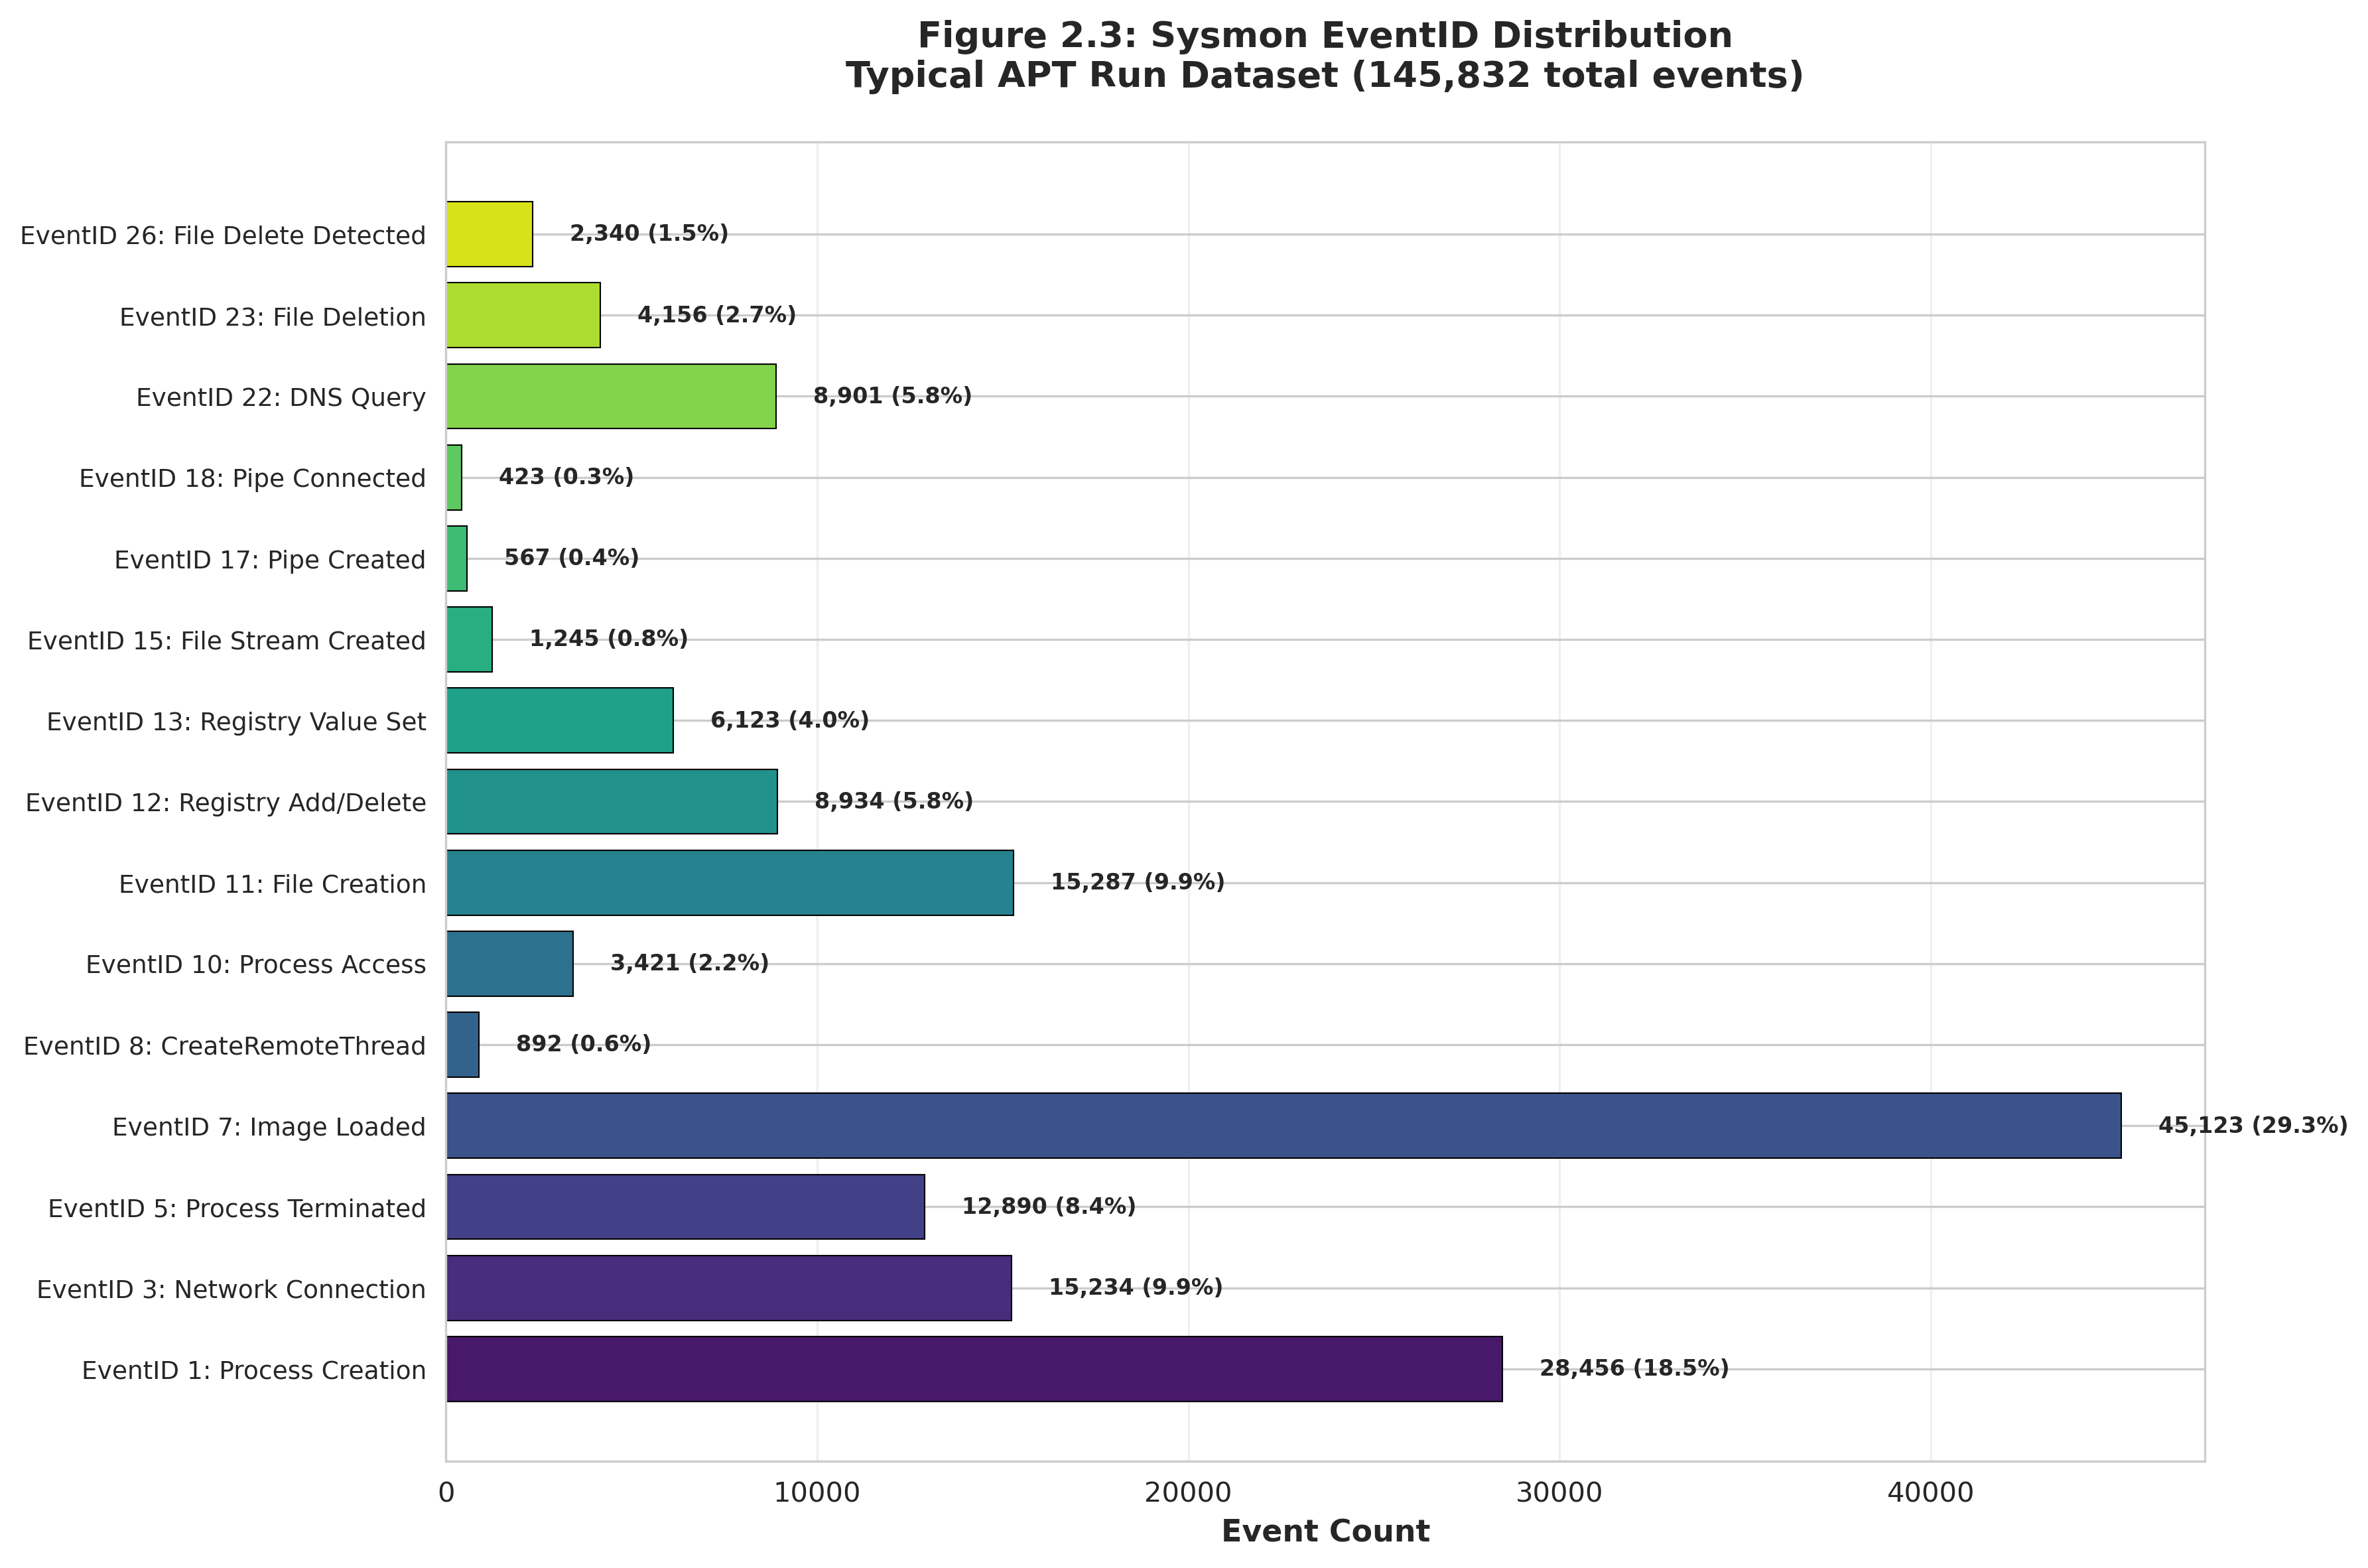 Figure 2.3: Sysmon EventID Distribution
Typical APT Run Dataset (145,832 total events)
EventID 26: File Delete Detected 2,340 (1.5%)
EventID 23: File Deletion 4,156 (2.7%)
EventID 22: DNS Query 8,901 (5.8%)
EventID 18: Pipe Connected 423 (0.3%)
EventID 17: Pipe Created 567 (0.4%)
EventID 15: File Stream Created 1,245 (0.8%)
EventID 13: Registry Value Set 6,123 (4.0%)
EventID 12: Registry Add/Delete 8,934 (5.8%)
EventID 11: File Creation 15,287 (9.9%)
EventID 10: Process Access 3,421 (2.2%)
EventID 8: CreateRemoteThread 892 (0.6%)
EventID 7: Image Loaded 45,123 (29.3%)
EventID 5: Process Terminated 12,890 (8.4%)
EventID 3: Network Connection 15,234 (9.9%)
EventID 1: Process Creation 28,456 (18.5%)
0 10000 20000 30000 40000
Event Count